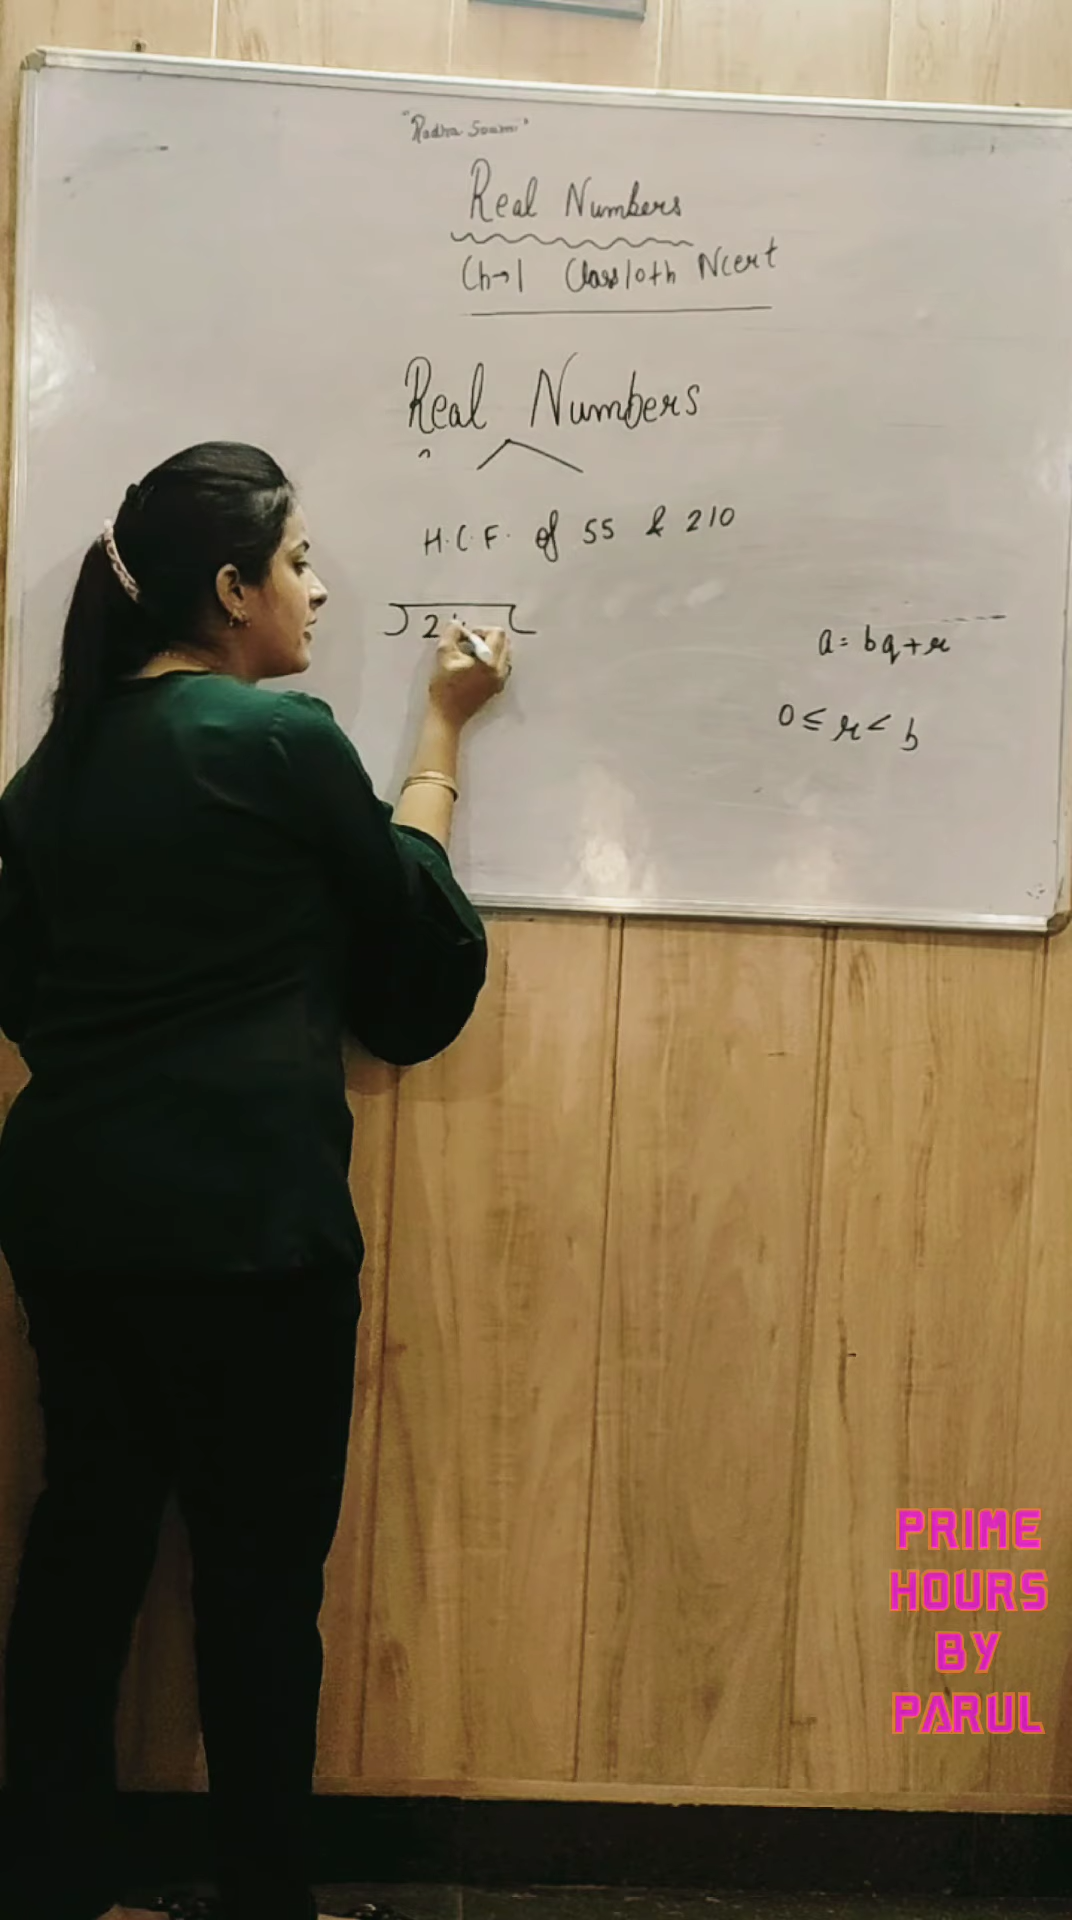 "Radha Soami"
Real Numbers
Ch→1 Class 10th Ncert
Real Numbers
H.C.F. of 55 & 210
2
a = bq + r
0 ≤ r < b
PRIME
HOURS
BY
PARUL